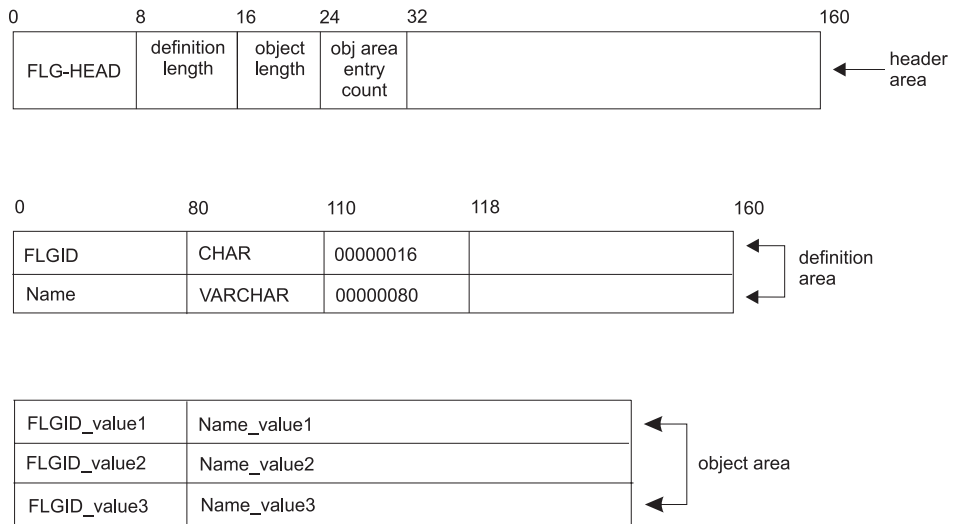 0 8 16 24 32 160
FLG-HEAD
definition
length
object
length
obj area
entry
count
header
area
0 80 110 118 160
FLGID CHAR 00000016
Name VARCHAR 00000080
definition
area
FLGID_value1 Name_value1
FLGID_value2 Name_value2
FLGID_value3 Name_value3
object area